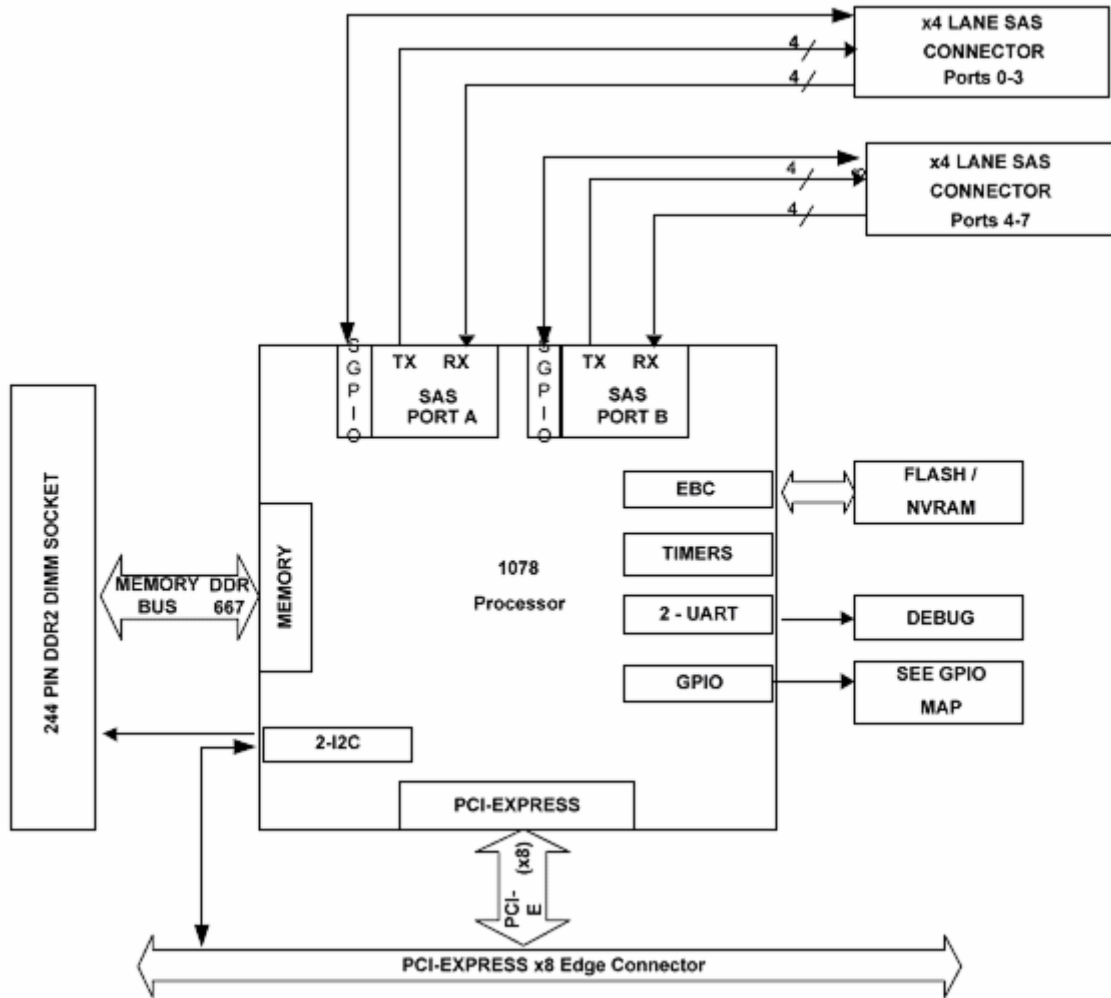 x4 LANE SAS
CONNECTOR
Ports 0-3
4
4
x4 LANE SAS
CONNECTOR
Ports 4-7
4
4
SGPIO
TX RX
SAS
PORT A
SGPIO
TX RX
SAS
PORT B
EBC
FLASH /
NVRAM
TIMERS
1078
Processor
2 - UART
DEBUG
GPIO
SEE GPIO
MAP
244 PIN DDR2 DIMM SOCKET
MEMORY DDR
BUS 667
MEMORY
2-I2C
PCI-EXPRESS
PCI-E (x8)
PCI-EXPRESS x8 Edge Connector